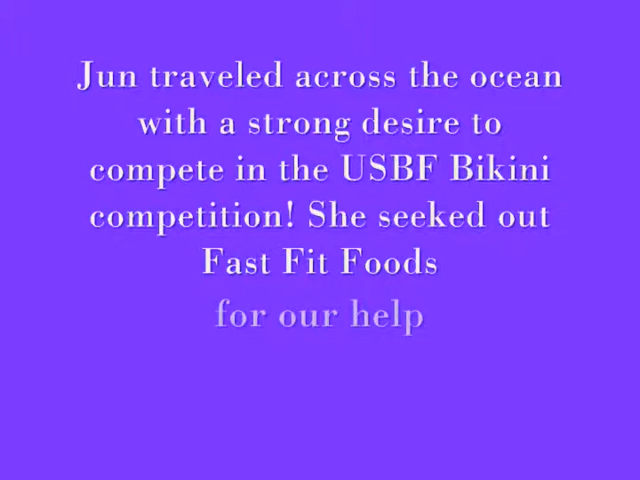 Jun traveled across the ocean
with a strong desire to
compete in the USBF Bikini
competition! She seeked out
Fast Fit Foods
for our help